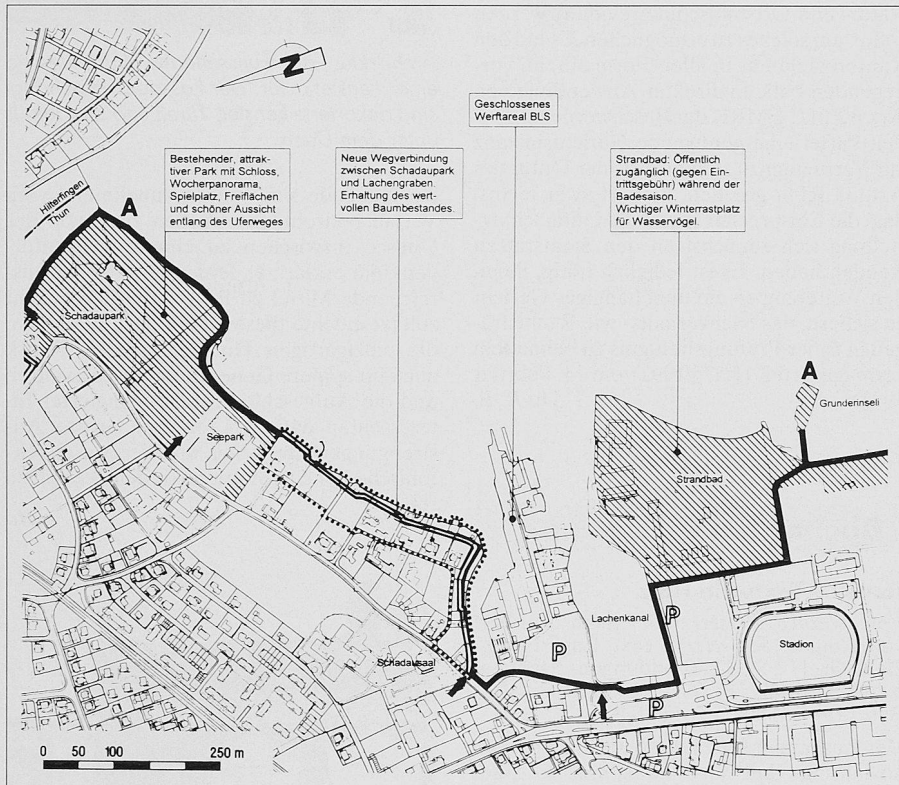 N
Geschlossenes
Werftareal BLS
Bestehender, attrak-
tiver Park mit Schloss,
Wocherpanorama,
Spielplatz, Freiflächen
und schöner Aussicht
entlang des Uferweges
Neue Wegverbindung
zwischen Schadaupark
und Lachengraben.
Erhaltung des wert-
vollen Baumbestandes.
Strandbad: Öffentlich
zugänglich (gegen Ein-
trittsgebühr) während der
Badesaison.
Wichtiger Winterrastplatz
für Wasservögel.
Hilterfingen
Thun
A
Schadaupark
Seepark
A
Grunderinseli
Strandbad
Lachenkanal
P
P
Stadion
Schadausaal
P
0 50 100 250 m